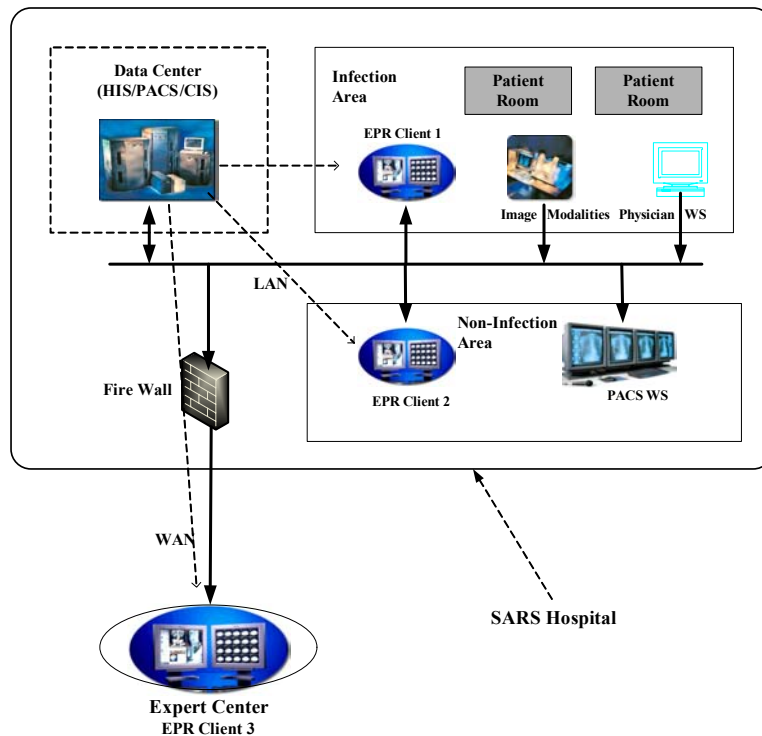 Data Center
(HIS/PACS/CIS)
Infection
Area
Patient
Room
Patient
Room
EPR Client 1
Image Modalities
Physician WS
LAN
Non-Infection
Area
EPR Client 2
PACS WS
Fire Wall
WAN
SARS Hospital
Expert Center
EPR Client 3